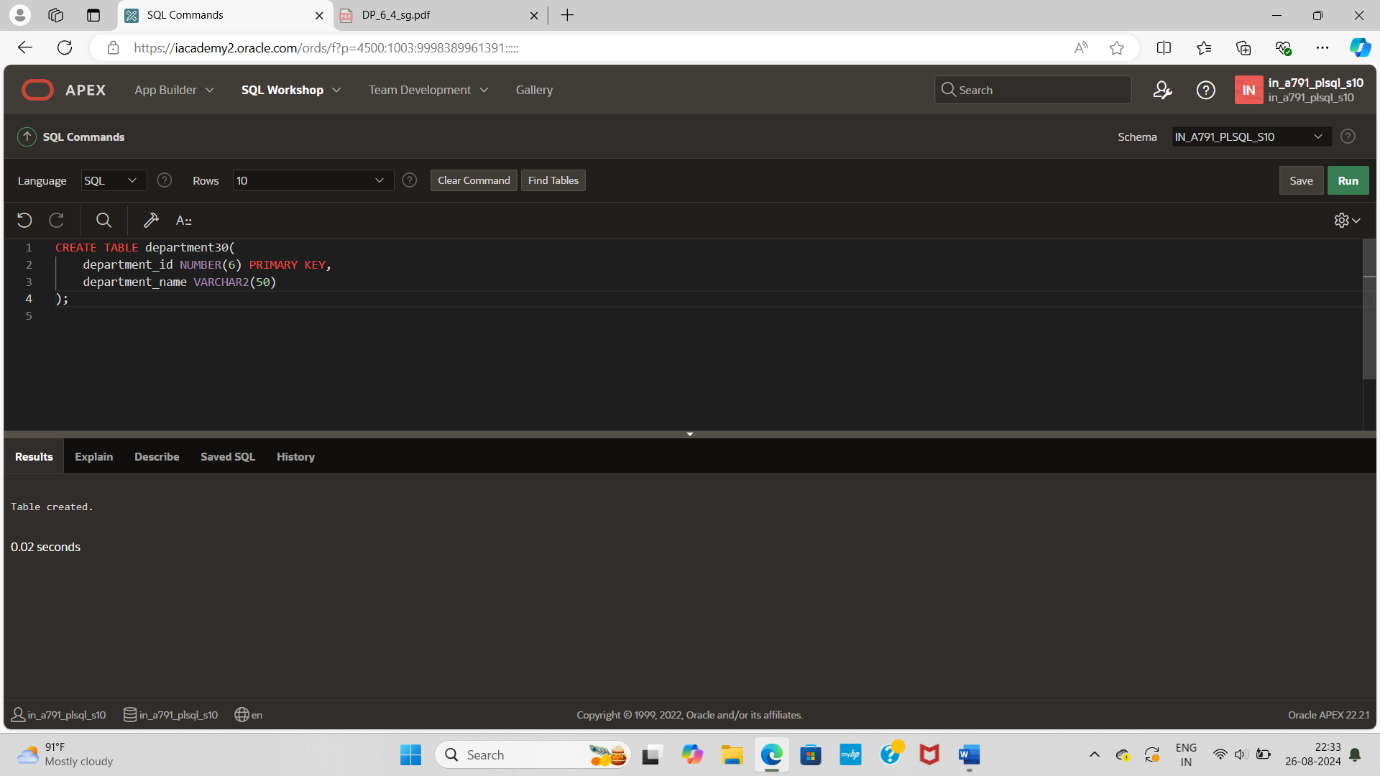 SQL Commands
DP_6_4_sg.pdf
https://iacademy2.oracle.com/ords/f?p=4500:1003:9998389961391:::::
APEX App Builder SQL Workshop Team Development Gallery Search IN in_a791_plsql_s10
in_a791_plsql_s10
SQL Commands Schema IN_A791_PLSQL_S10
Language SQL Rows 10 Clear Command Find Tables Save Run
A::
1 CREATE TABLE department30(
2 department_id NUMBER(6) PRIMARY KEY,
3 department_name VARCHAR2(50)
4 );
5
Results Explain Describe Saved SQL History
Table created.
0.02 seconds
in_a791_plsql_s10 in_a791_plsql_s10 en Copyright © 1999, 2022, Oracle and/or its affiliates. Oracle APEX 22.2.1
91°F
Mostly cloudy
Search
myHP
W
ENG
IN
22:33
26-08-2024